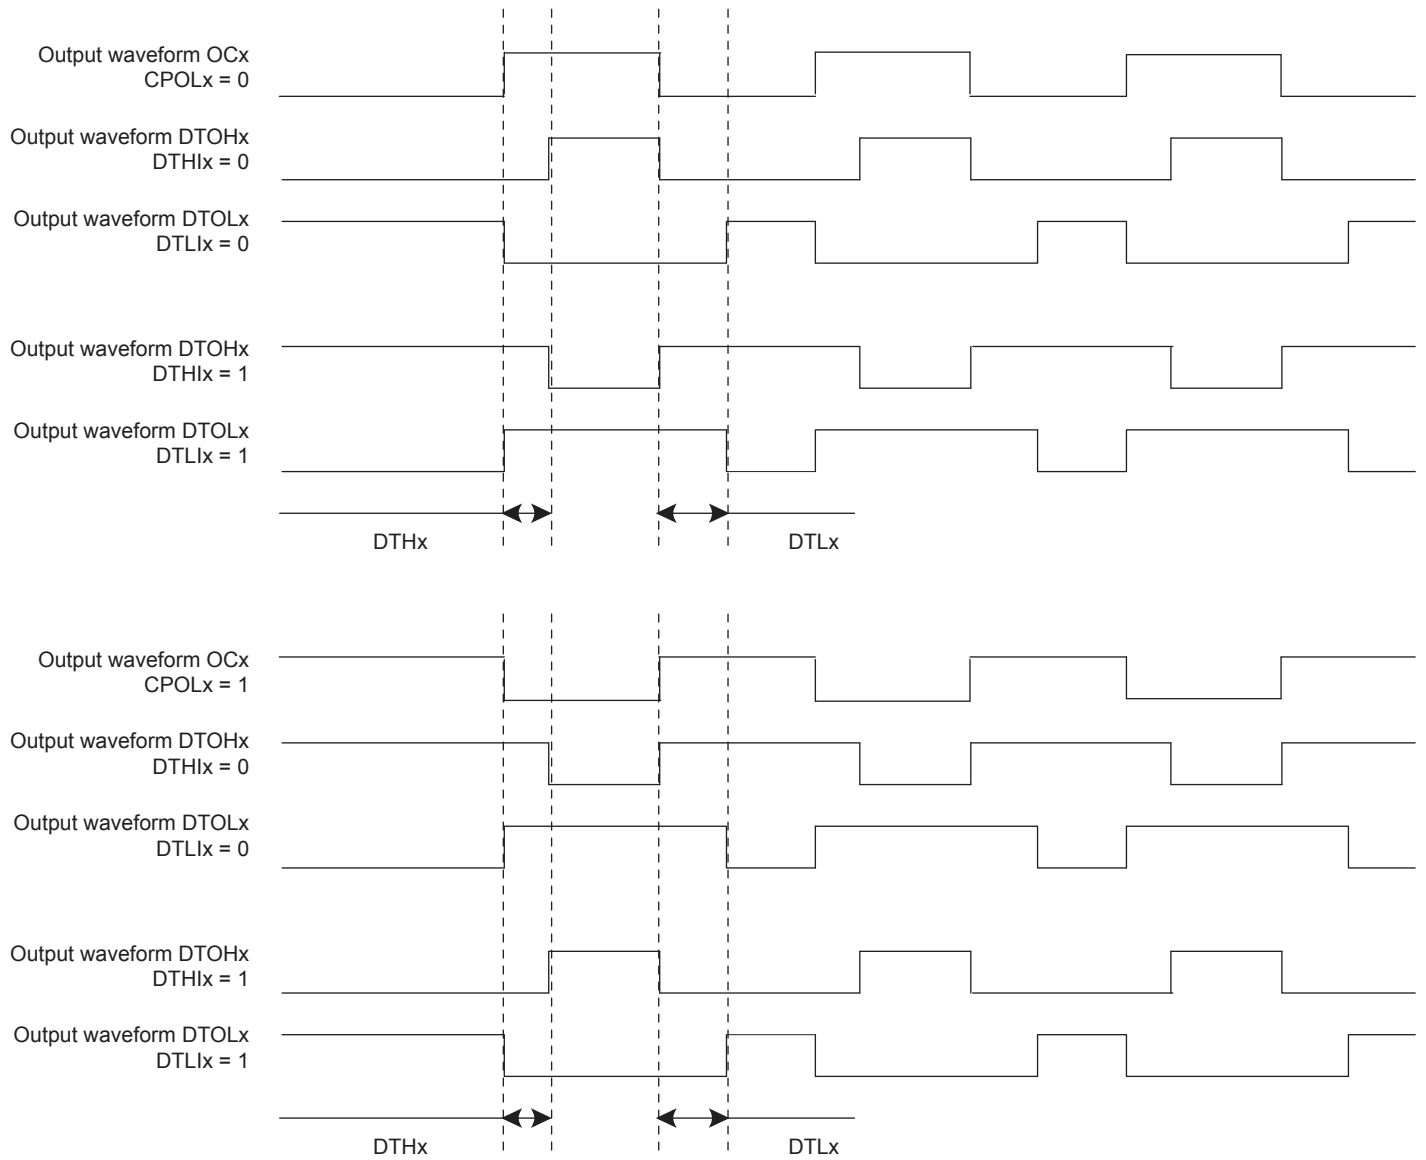 Output waveform OCx
CPOLx = 0
Output waveform DTOHx
DTHIx = 0
Output waveform DTOLx
DTLIx = 0
Output waveform DTOHx
DTHIx = 1
Output waveform DTOLx
DTLIx = 1
DTHx
DTLx
Output waveform OCx
CPOLx = 1
Output waveform DTOHx
DTHIx = 0
Output waveform DTOLx
DTLIx = 0
Output waveform DTOHx
DTHIx = 1
Output waveform DTOLx
DTLIx = 1
DTHx
DTLx